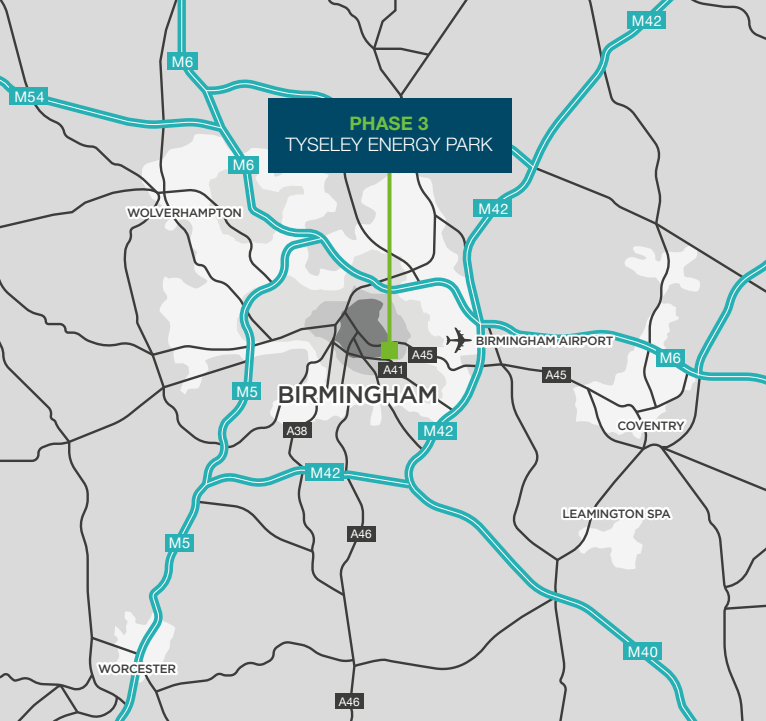 M42
M6
M54
PHASE 3
TYSELEY ENERGY PARK
M6
M42
WOLVERHAMPTON
BIRMINGHAM AIRPORT
A45
M6
A41
A45
M5
BIRMINGHAM
COVENTRY
A38
M42
M42
LEAMINGTON SPA
A46
M5
M40
WORCESTER
A46